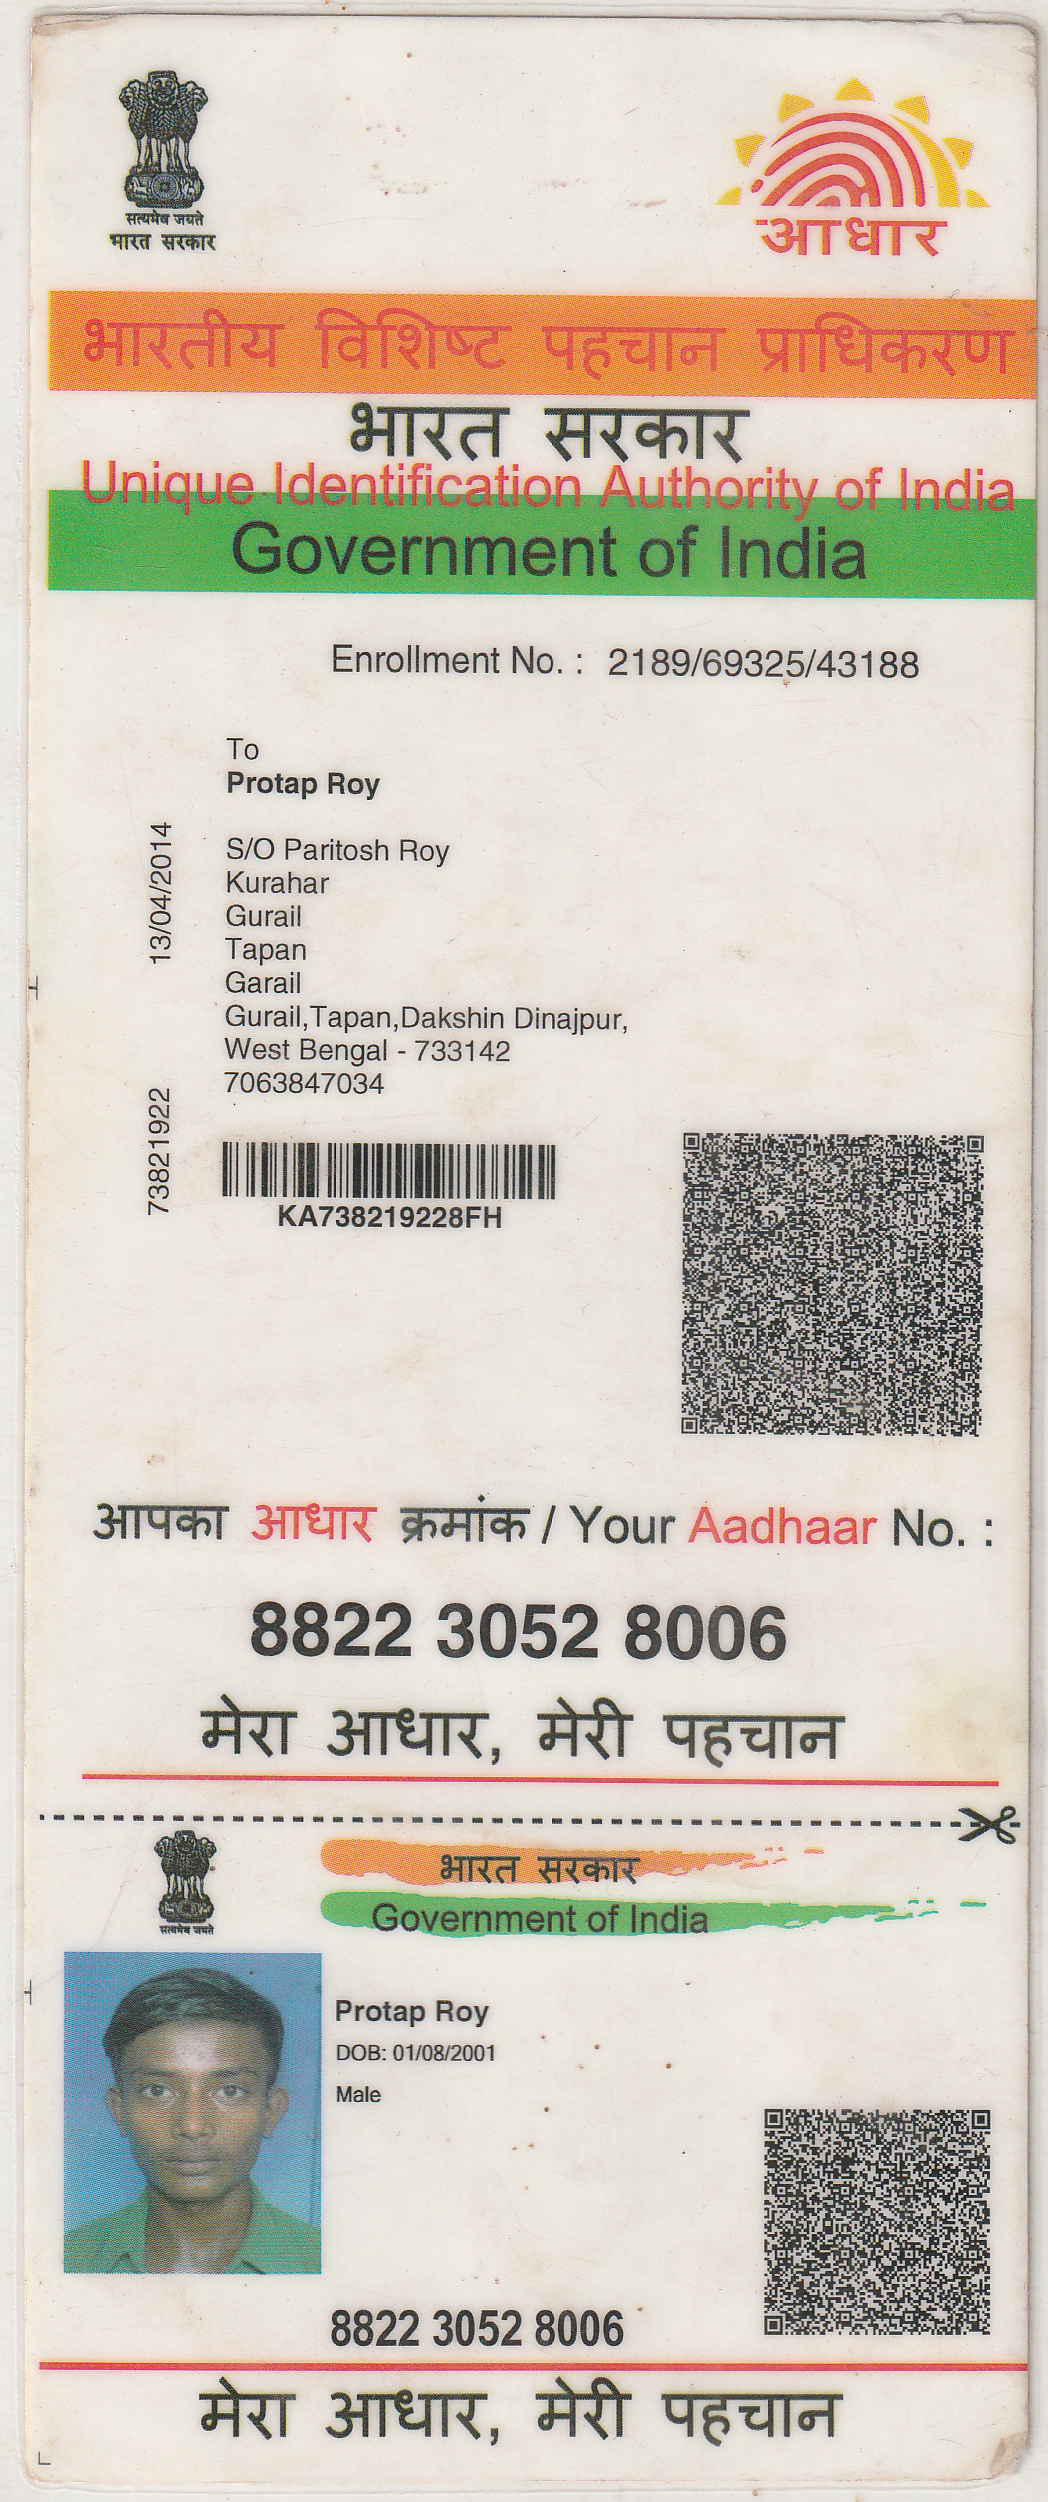 सत्यमेव जयते
भारत सरकार
आधार
भारतीय विशिष्ट पहचान प्राधिकरण
भारत सरकार
Unique Identification Authority of India
Government of India
Enrollment No. : 2189/69325/43188
To
Protap Roy
S/O Paritosh Roy
Kurahar
Gurail
Tapan
Garail
Gurail,Tapan,Dakshin Dinajpur,
West Bengal - 733142
7063847034
13/04/2014
73821922
KA738219228FH
आपका आधार क्रमांक / Your Aadhaar No. :
8822 3052 8006
मेरा आधार, मेरी पहचान
सत्यमेव जयते
भारत सरकार
Government of India
Protap Roy
DOB: 01/08/2001
Male
8822 3052 8006
मेरा आधार, मेरी पहचान